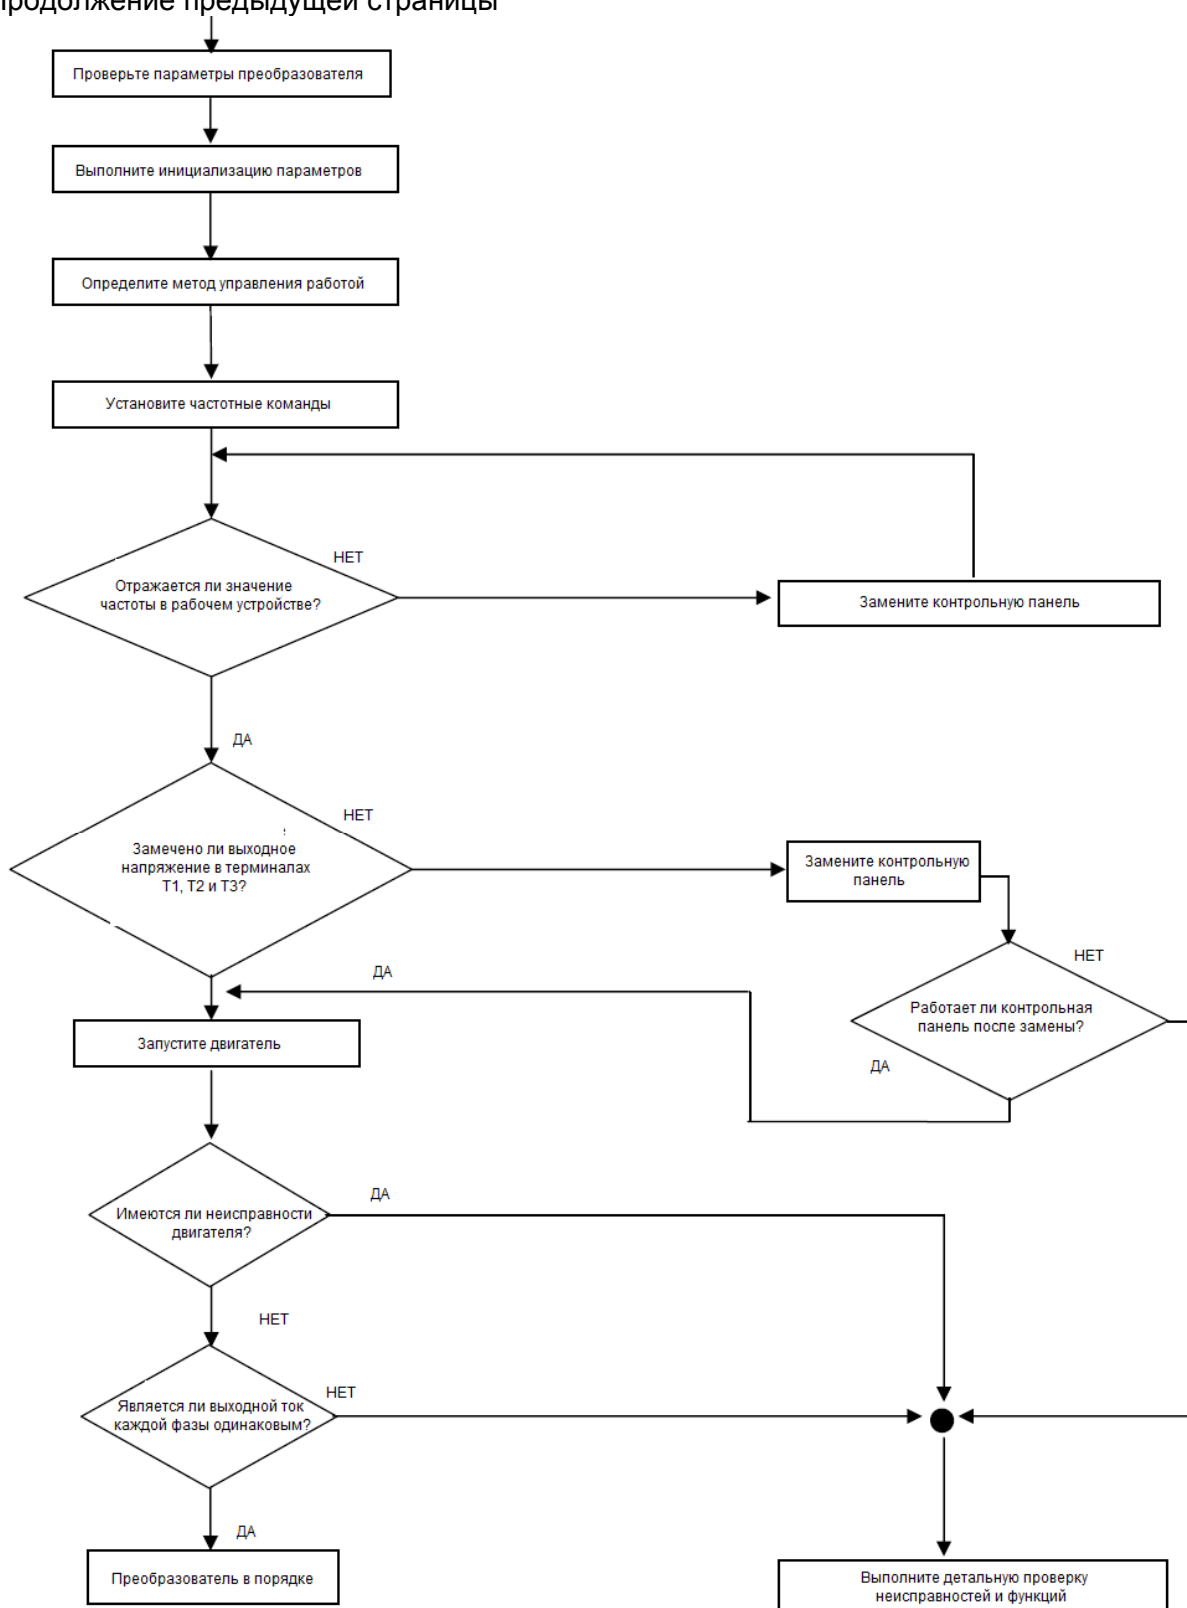 Продолжение предыдущей страницы
Проверьте параметры преобразователя
Выполните инициализацию параметров
Определите метод управления работой
Установите частотные команды
НЕТ
Отражается ли значение
частоты в рабочем устройстве?
Замените контрольную панель
ДА
НЕТ
Замечено ли выходное
напряжение в терминалах
T1, T2 и T3?
Замените контрольную
панель
НЕТ
ДА
Работает ли контрольная
панель после замены?
Запустите двигатель
ДА
ДА
Имеются ли неисправности
двигателя?
НЕТ
НЕТ
Является ли выходной ток
каждой фазы одинаковым?
ДА
Преобразователь в порядке
Выполните детальную проверку
неисправностей и функций